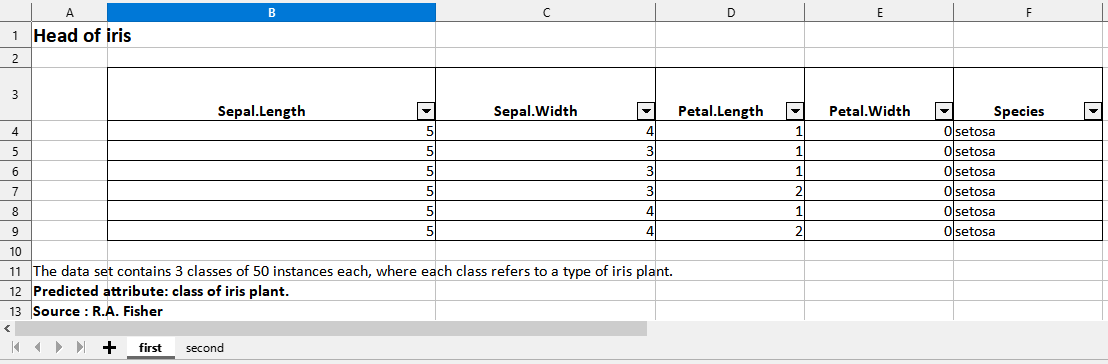 A B C D E F
1 Head of iris
2
3 Sepal.Length Sepal.Width Petal.Length Petal.Width Species
4 5 4 1 0 setosa
5 5 3 1 0 setosa
6 5 3 1 0 setosa
7 5 3 2 0 setosa
8 5 4 1 0 setosa
9 5 4 2 0 setosa
10
11 The data set contains 3 classes of 50 instances each, where each class refers to a type of iris plant.
12 Predicted attribute: class of iris plant.
13 Source : R.A. Fisher
first second